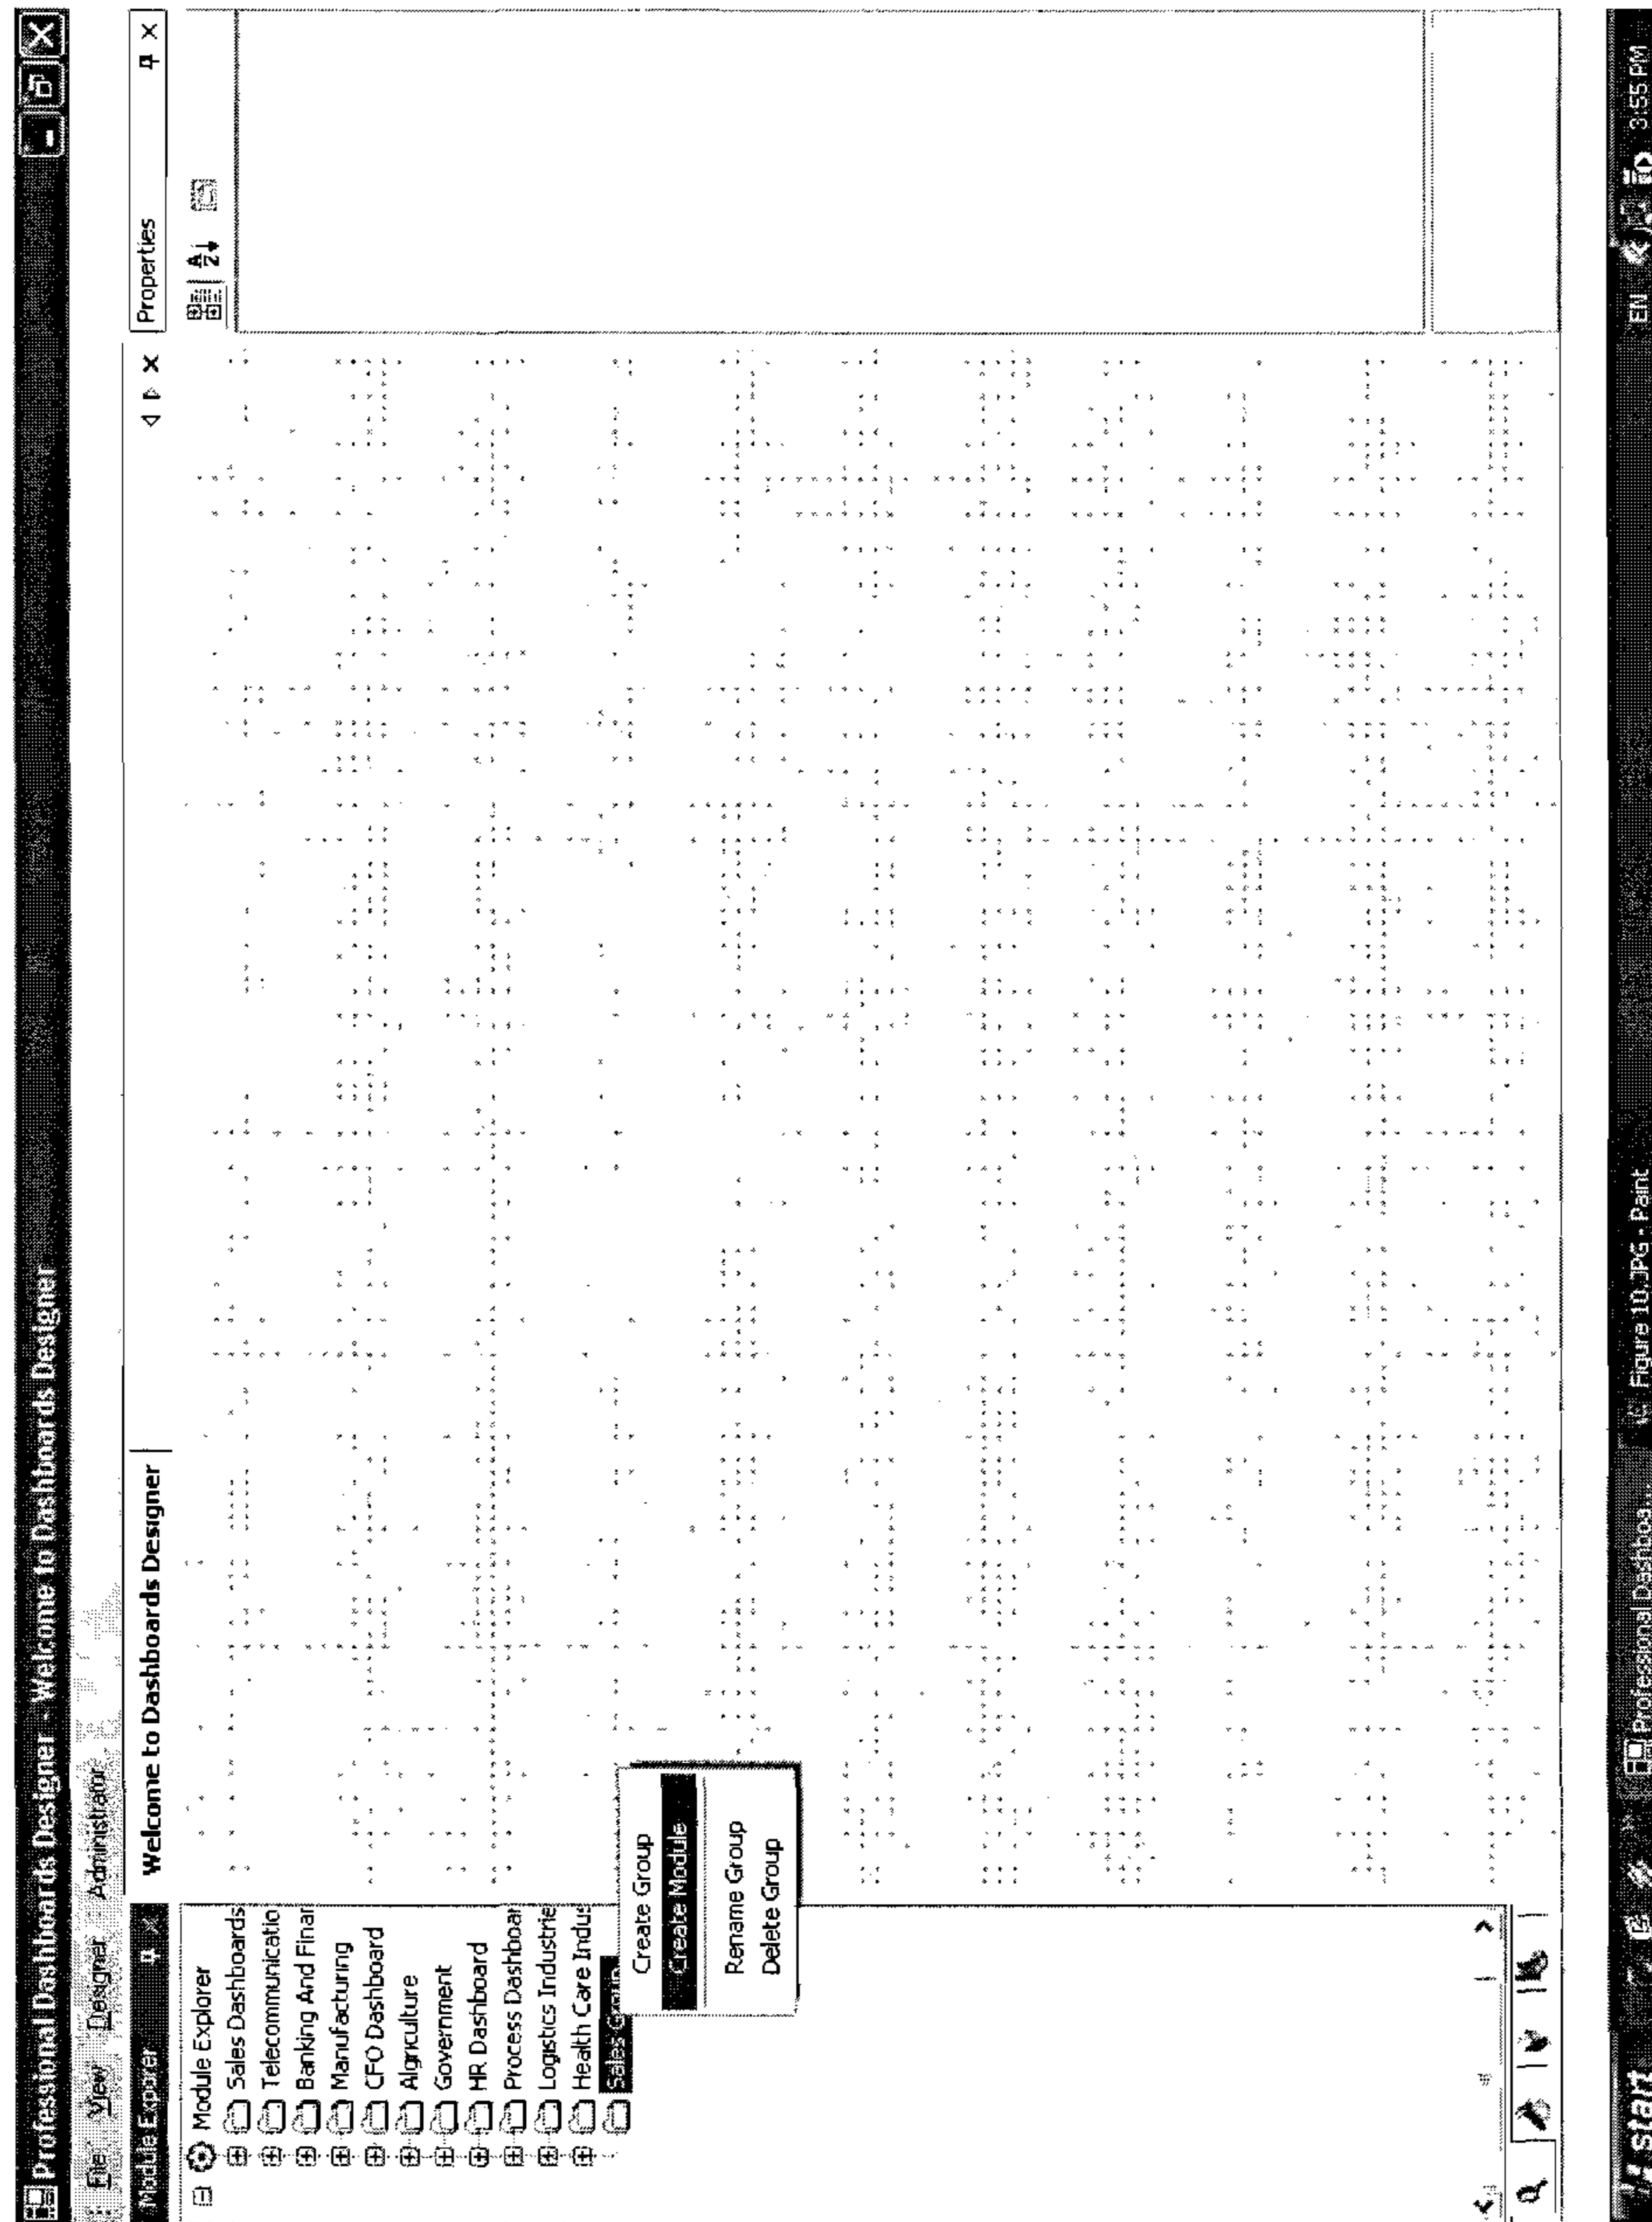 Professional Dashboards Designer - Welcome to Dashboards Designer
File View Designer Administrator
Module Explorer
Welcome to Dashboards Designer
Properties
Module Explorer
Sales Dashboards
Telecommunicatio
Banking And Finan
Manufacturing
CFO Dashboard
Algriculture
Government
HR Dashboard
Process Dashboar
Logistics Industrie
Health Care Indus
Sales Group
Create Group
Create Module
Rename Group
Delete Group
start
Professional Dashboa...
Figure 10.JPG - Paint
EN
3:55 PM